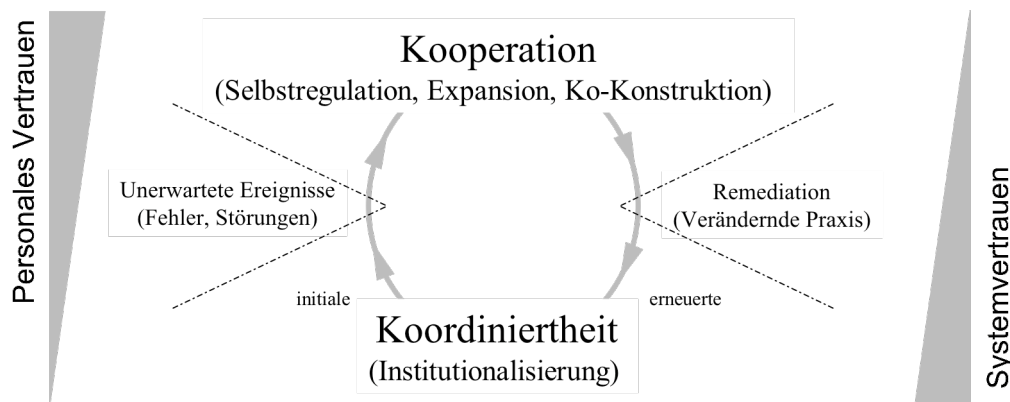 Personales Vertrauen
Kooperation
(Selbstregulation, Expansion, Ko-Konstruktion)
Unerwartete Ereignisse
(Fehler, Störungen)
Remediation
(Verändernde Praxis)
initiale
erneuerte
Koordiniertheit
(Institutionalisierung)
Systemvertrauen